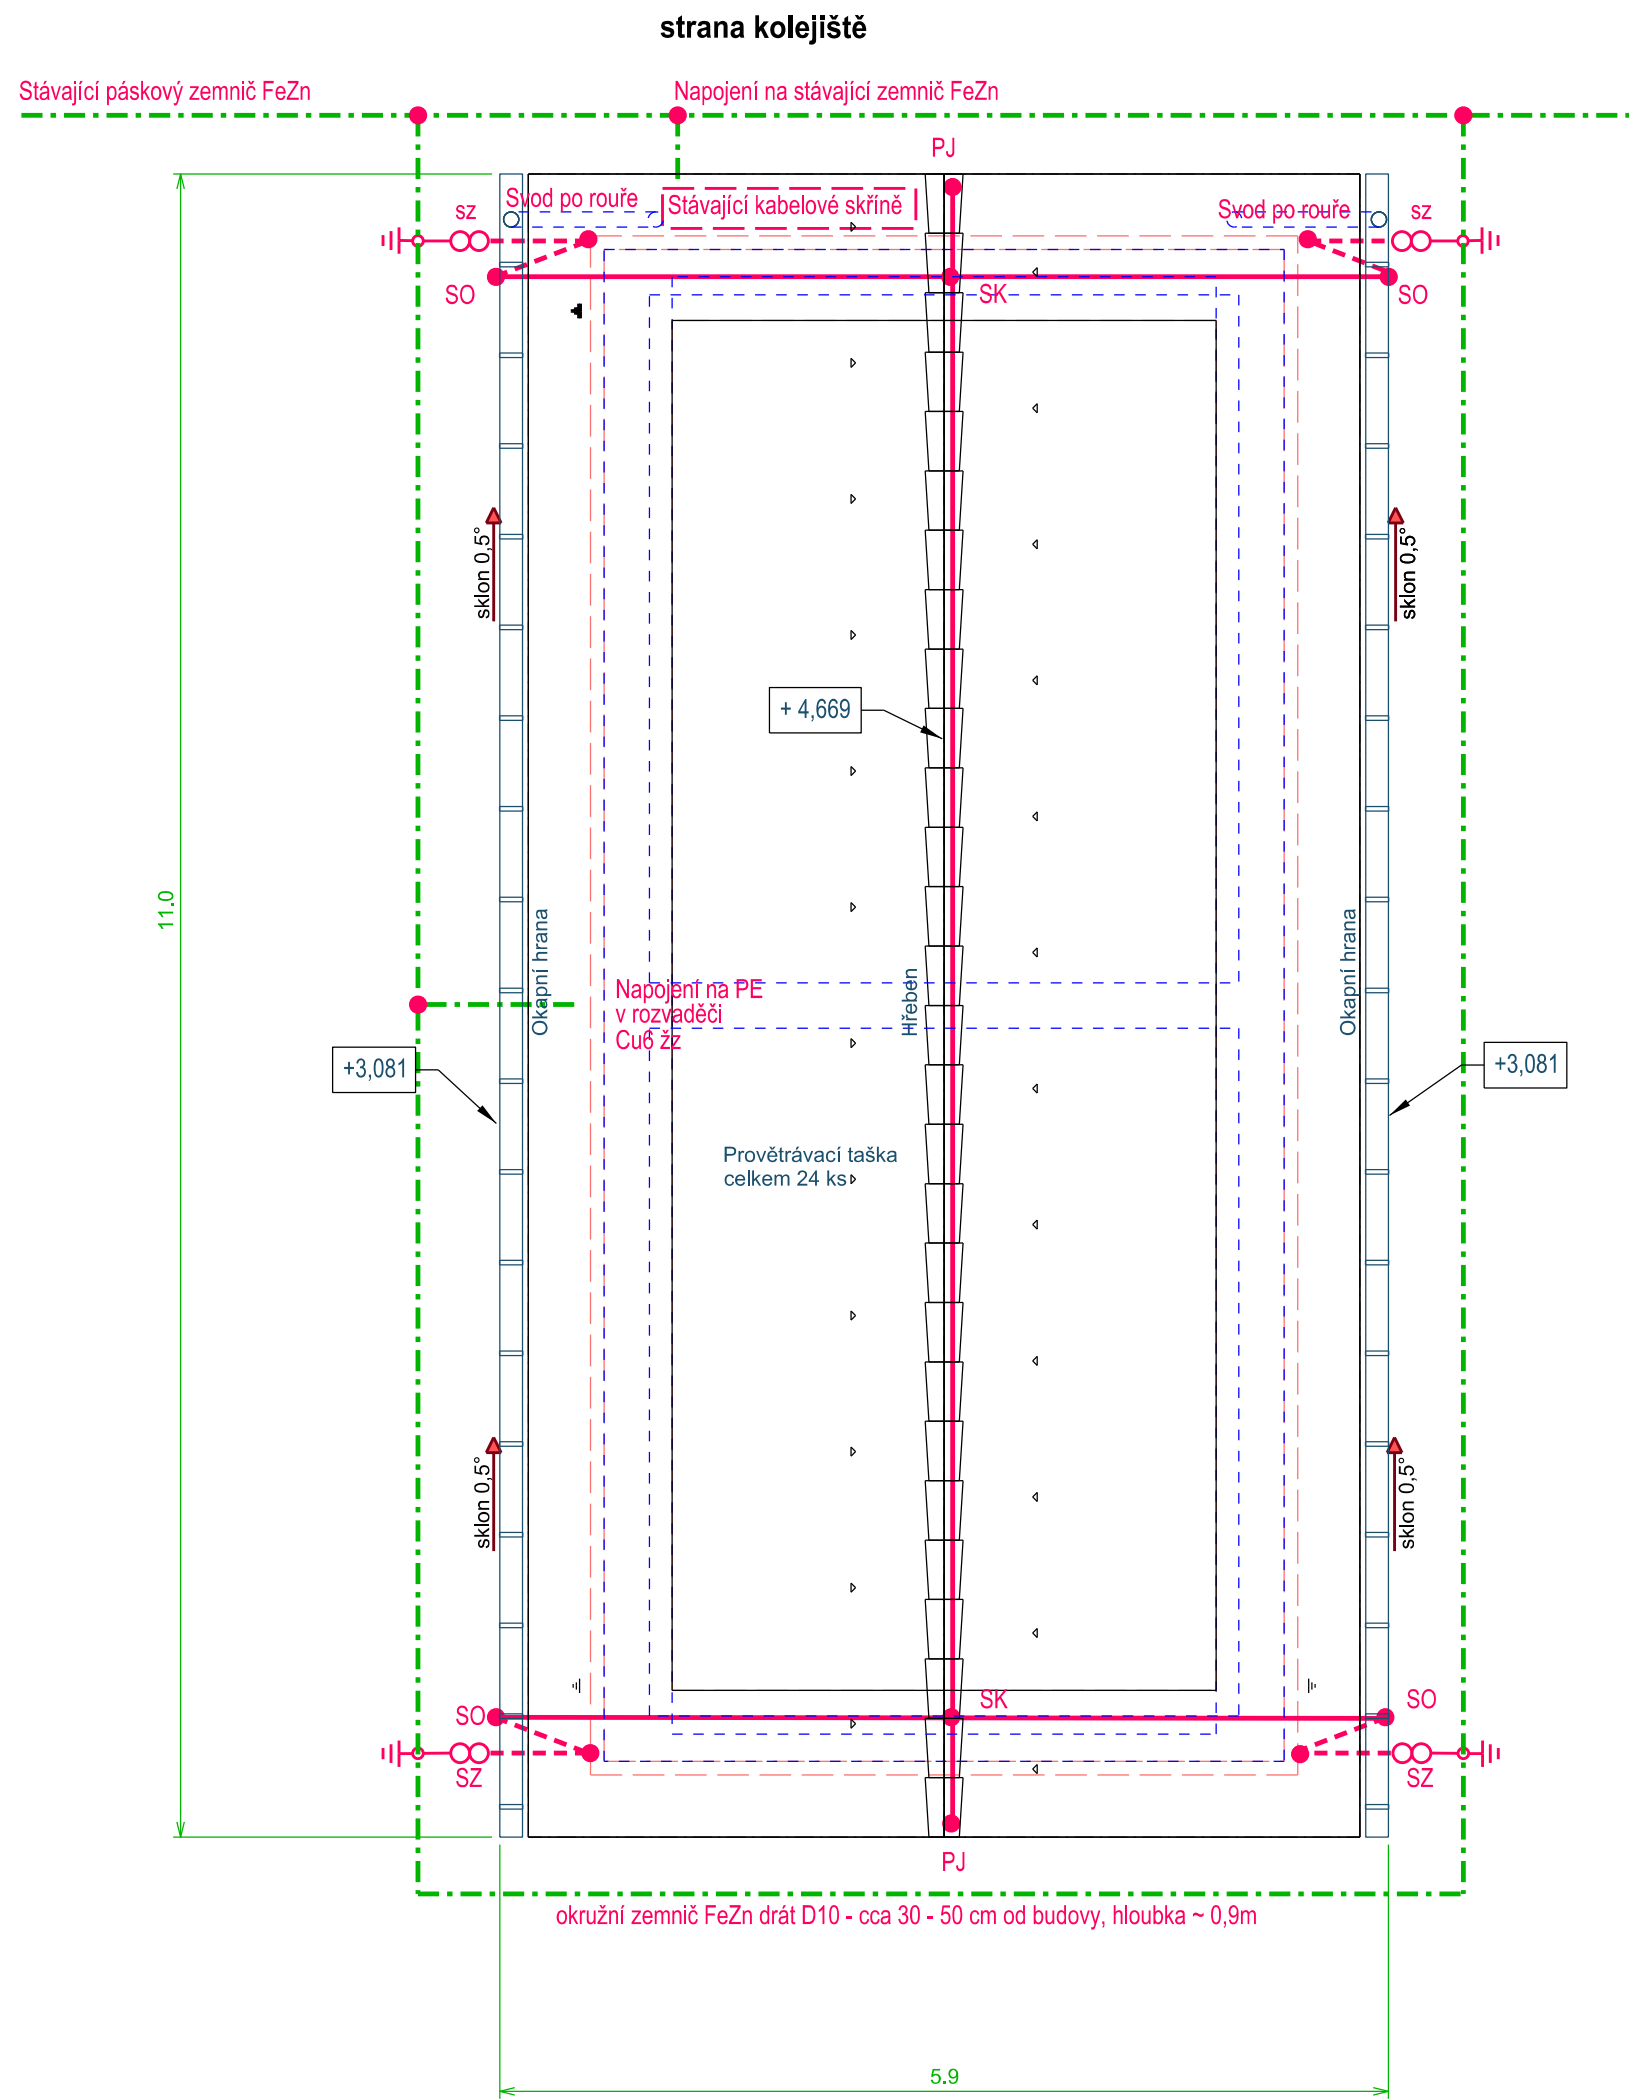 strana kolejiště
Stávající páskový zemnič FeZn
Napojení na stávající zemnič FeZn
PJ
Svod po rouře
Stávající kabelové skříně
Svod po rouře
sz
sz
SO
SK
SO
sklon 0,5°
sklon 0,5°
+ 4,669
11.0
Okapní hrana
Hřeben
Okapní hrana
Napojení na PE
v rozvaděči
Cu6 žz
+3,081
+3,081
Provětrávací taška
celkem 24 ks
sklon 0,5°
sklon 0,5°
SO
SK
SO
SZ
SZ
PJ
okružní zemnič FeZn drát D10 - cca 30 - 50 cm od budovy, hloubka ~ 0,9m
5.9